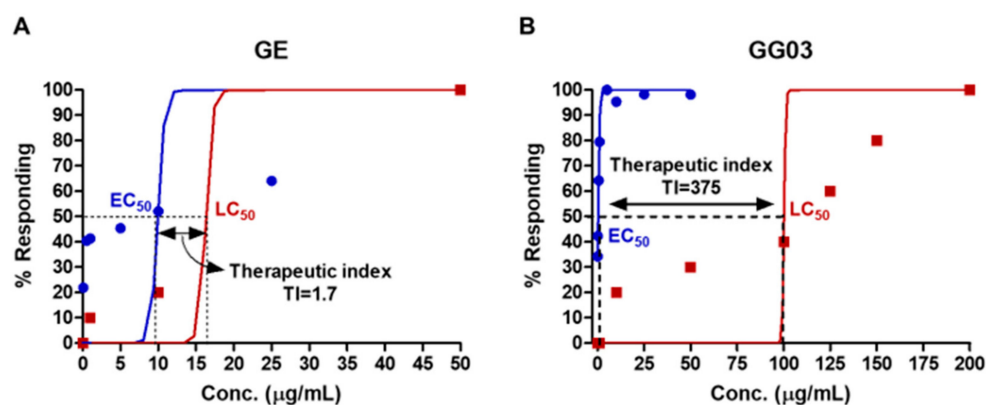 A
GE
100
90
80
70
60
50
40
30
20
10
0
% Responding
EC50
LC50
Therapeutic index
TI=1.7
0 5 10 15 20 25 30 35 40 45 50
Conc. (µg/mL)
B
GG03
100
90
80
70
60
50
40
30
20
10
0
% Responding
Therapeutic index
TI=375
LC50
EC50
0 25 50 75 100 125 150 175 200
Conc. (µg/mL)